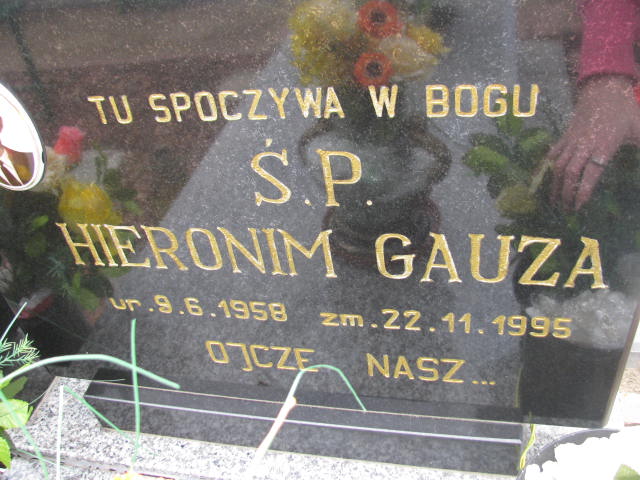 TU SPOCZYWA W BOGU
Ś.P.
HIERONIM GAUZA
ur.9.6.1958 zm.22.11.1995
OJCZE NASZ...